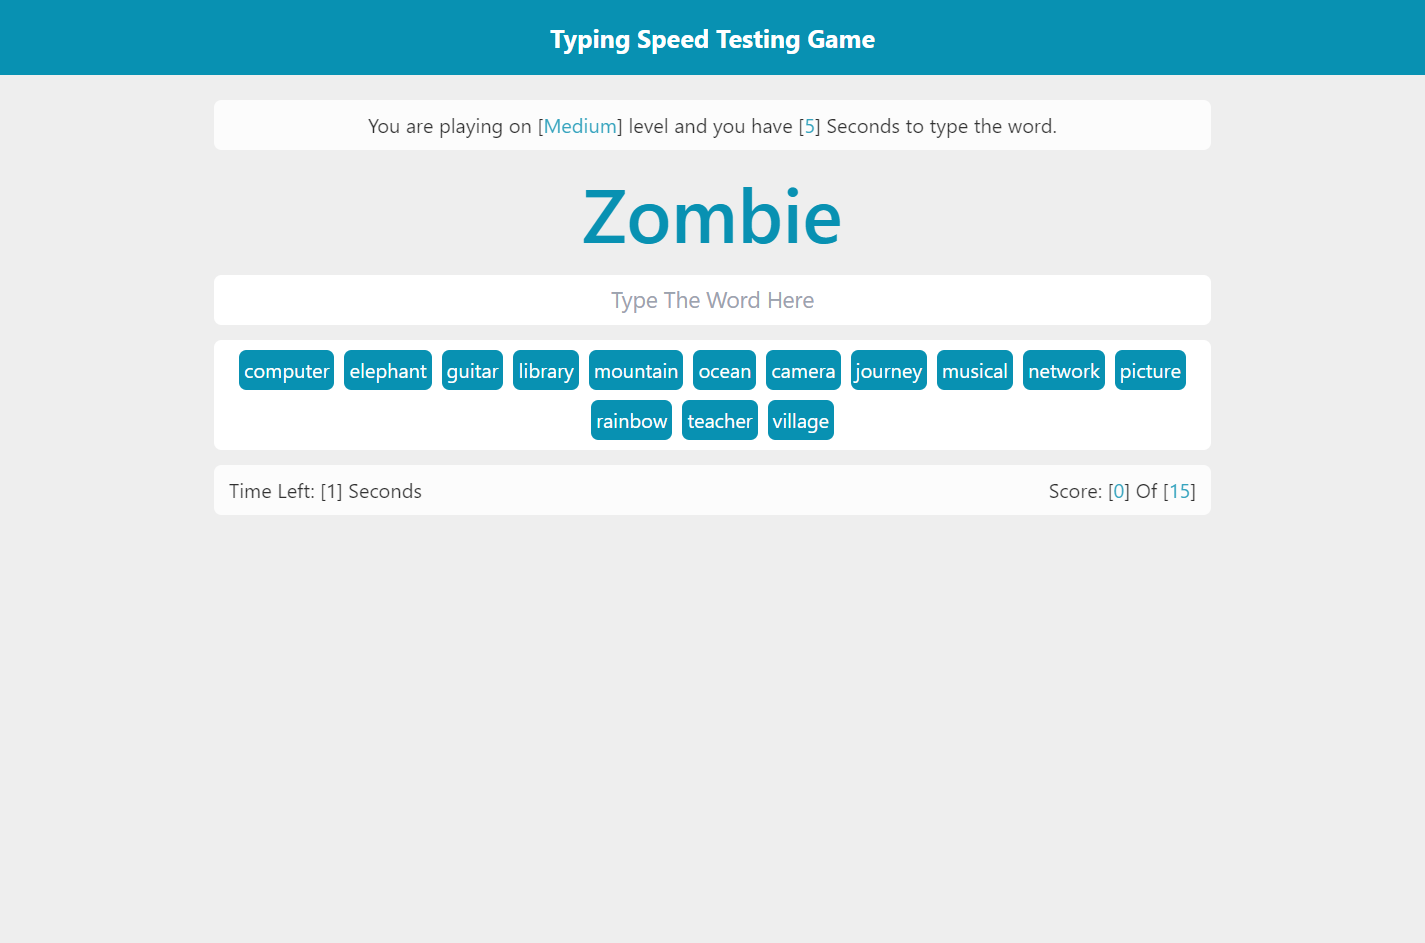 Typing Speed Testing Game
You are playing on [Medium] level and you have [5] Seconds to type the word.
Zombie
Type The Word Here
computer elephant guitar library mountain ocean camera journey musical network picture
rainbow teacher village
Time Left: [1] Seconds Score: [0] Of [15]